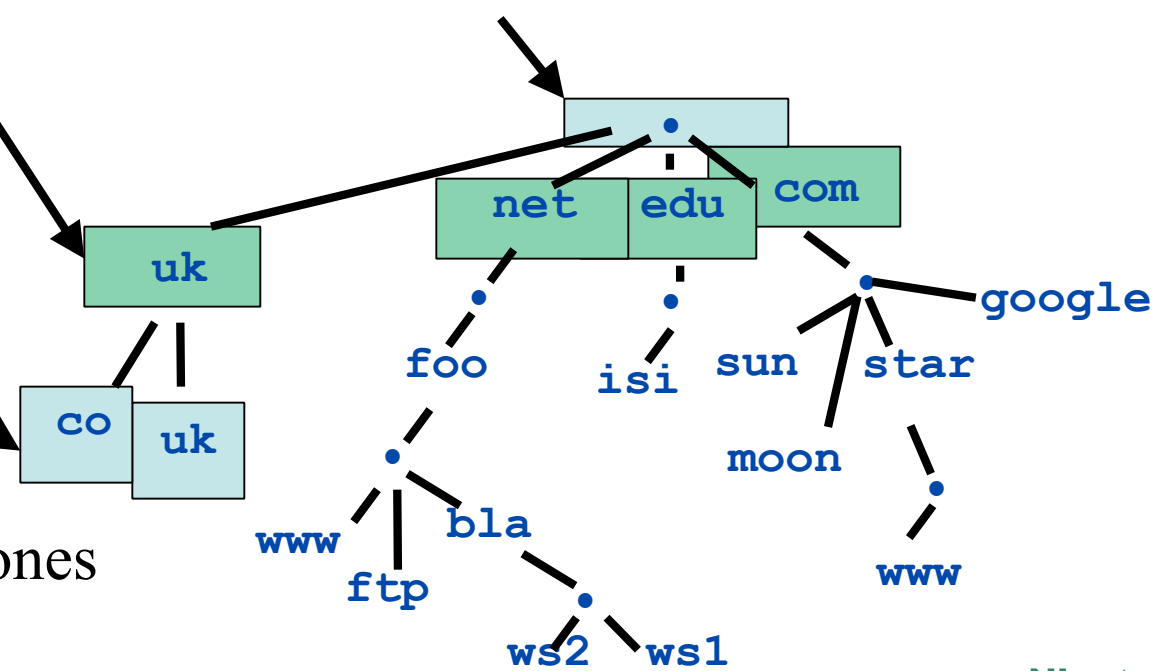 .
net edu com
uk
google
foo isi sun star
co uk
moon
www bla
ftp
www
ws2 ws1
ones